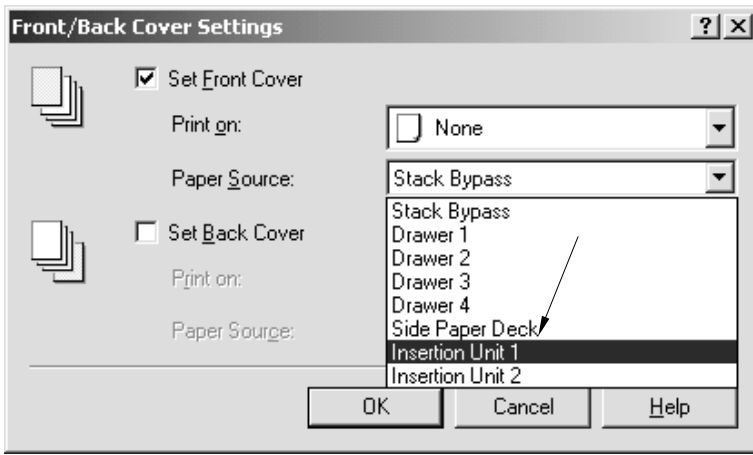 Front/Back Cover Settings
Set Front Cover
Print on:
None
Paper Source:
Stack Bypass
Stack Bypass
Drawer 1
Drawer 2
Drawer 3
Drawer 4
Side Paper Deck
Insertion Unit 1
Insertion Unit 2
Set Back Cover
Print on:
Paper Source:
OK
Cancel
Help